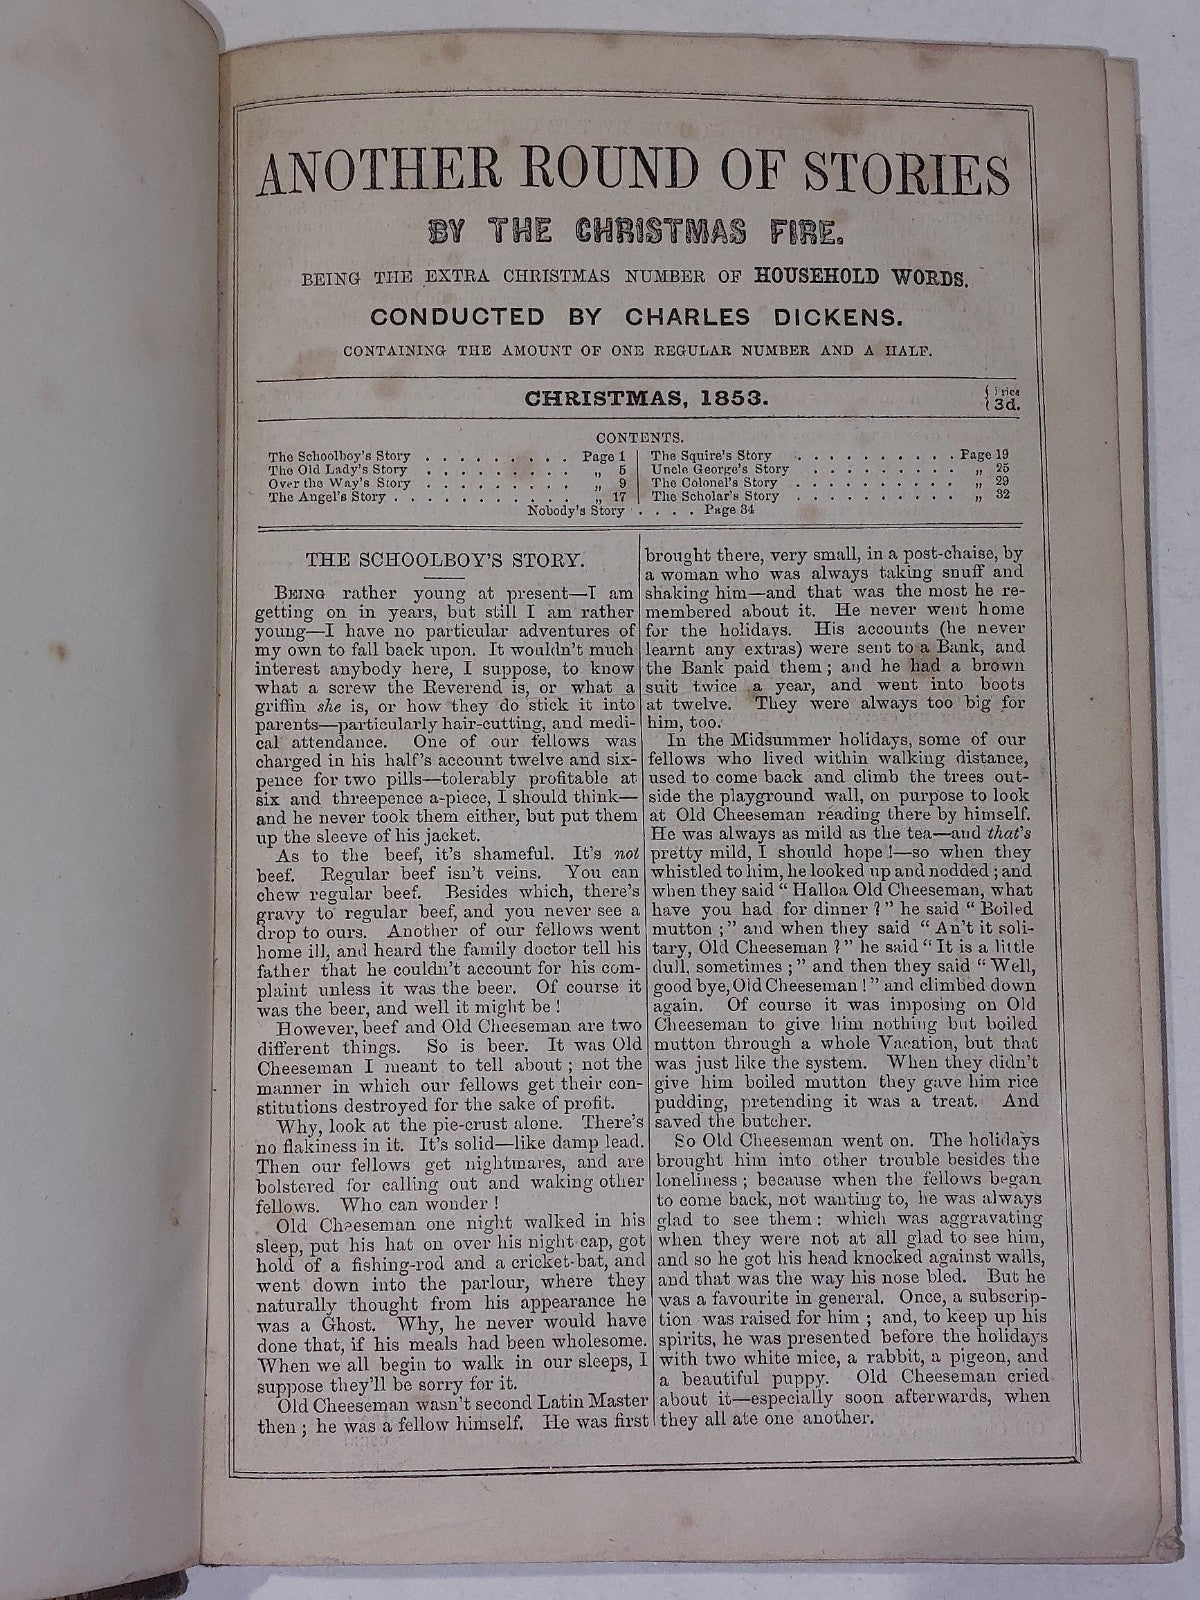 ANOTHER ROUND OF STORIES
BY THE CHRISTMAS FIRE.
BEING THE EXTRA CHRISTMAS NUMBER OF HOUSEHOLD WORDS.
CONDUCTED BY CHARLES DICKENS.
CONTAINING THE AMOUNT OF ONE REGULAR NUMBER AND A HALF.
CHRISTMAS, 1853.
{Price
{3d.
CONTENTS.
The Schoolboy's Story . . . . . . . . . Page 1
The Old Lady's Story . . . . . . . . . „ 5
Over the Way's Story . . . . . . . . . „ 9
The Angel's Story . . . . . . . . . . . „ 17
The Squire's Story . . . . . . . . . . Page 19
Uncle George's Story . . . . . . . . . „ 25
The Colonel's Story . . . . . . . . . . „ 29
The Scholar's Story . . . . . . . . . . „ 32
Nobody's Story . . . . Page 34
THE SCHOOLBOY'S STORY.
BEING rather young at present—I am
getting on in years, but still I am rather
young—I have no particular adventures of
my own to fall back upon. It wouldn't much
interest anybody here, I suppose, to know
what a screw the Reverend is, or what a
griffin she is, or how they do stick it into
parents—particularly hair-cutting, and medi-
cal attendance. One of our fellows was
charged in his half's account twelve and six-
pence for two pills—tolerably profitable at
six and threepence a-piece, I should think—
and he never took them either, but put them
up the sleeve of his jacket.
As to the beef, it's shameful. It's not
beef. Regular beef isn't veins. You can
chew regular beef. Besides which, there's
gravy to regular beef, and you never see a
drop to ours. Another of our fellows went
home ill, and heard the family doctor tell his
father that he couldn't account for his com-
plaint unless it was the beer. Of course it
was the beer, and well it might be!
However, beef and Old Cheeseman are two
different things. So is beer. It was Old
Cheeseman I meant to tell about; not the
manner in which our fellows get their con-
stitutions destroyed for the sake of profit.
Why, look at the pie-crust alone. There's
no flakiness in it. It's solid—like damp lead.
Then our fellows get nightmares, and are
bolstered for calling out and waking other
fellows. Who can wonder!
Old Cheeseman one night walked in his
sleep, put his hat on over his night-cap, got
hold of a fishing-rod and a cricket-bat, and
went down into the parlour, where they
naturally thought from his appearance he
was a Ghost. Why, he never would have
done that, if his meals had been wholesome.
When we all begin to walk in our sleeps, I
suppose they'll be sorry for it.
Old Cheeseman wasn't second Latin Master
then; he was a fellow himself. He was first
brought there, very small, in a post-chaise, by
a woman who was always taking snuff and
shaking him—and that was the most he re-
membered about it. He never went home
for the holidays. His accounts (he never
learnt any extras) were sent to a Bank, and
the Bank paid them; and he had a brown
suit twice a year, and went into boots
at twelve. They were always too big for
him, too.
In the Midsummer holidays, some of our
fellows who lived within walking distance,
used to come back and climb the trees out-
side the playground wall, on purpose to look
at Old Cheeseman reading there by himself.
He was always as mild as the tea—and that's
pretty mild, I should hope!—so when they
whistled to him, he looked up and nodded; and
when they said "Halloa Old Cheeseman, what
have you had for dinner?" he said "Boiled
mutton;" and when they said "An't it soli-
tary, Old Cheeseman?" he said "It is a little
dull, sometimes;" and then they said "Well,
good bye, Old Cheeseman!" and climbed down
again. Of course it was imposing on Old
Cheeseman to give him nothing but boiled
mutton through a whole Vacation, but that
was just like the system. When they didn't
give him boiled mutton they gave him rice
pudding, pretending it was a treat. And
saved the butcher.
So Old Cheeseman went on. The holidays
brought him into other trouble besides the
loneliness; because when the fellows began
to come back, not wanting to, he was always
glad to see them: which was aggravating
when they were not at all glad to see him,
and so he got his head knocked against walls,
and that was the way his nose bled. But he
was a favourite in general. Once, a subscrip-
tion was raised for him; and, to keep up his
spirits, he was presented before the holidays
with two white mice, a rabbit, a pigeon, and
a beautiful puppy. Old Cheeseman cried
about it—especially soon afterwards, when
they all ate one another.